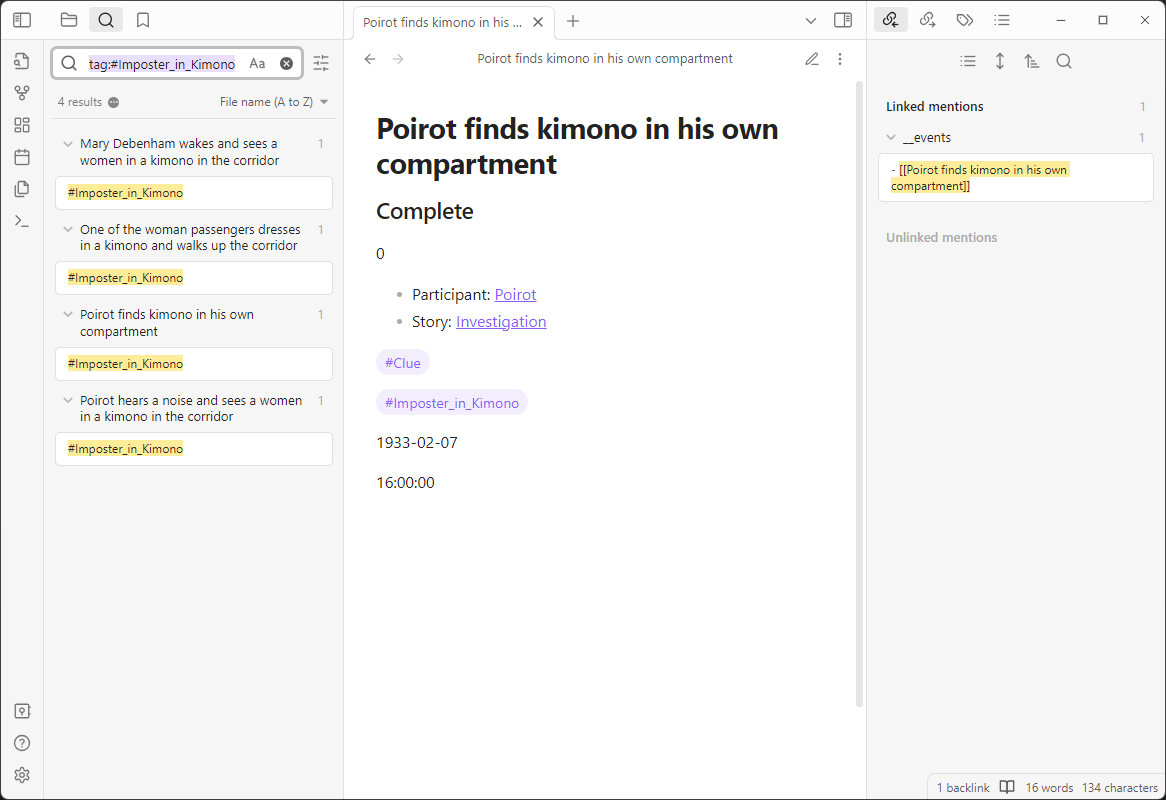 Poirot finds kimono in his ...
tag:#Imposter_in_Kimono
Aa
4 results
File name (A to Z)
Mary Debenham wakes and sees a
women in a kimono in the corridor
1
#Imposter_in_Kimono
One of the woman passengers dresses
in a kimono and walks up the corridor
1
#Imposter_in_Kimono
Poirot finds kimono in his own
compartment
1
#Imposter_in_Kimono
Poirot hears a noise and sees a women
in a kimono in the corridor
1
#Imposter_in_Kimono
Poirot finds kimono in his own compartment
Poirot finds kimono in his own
compartment
Complete
0
Participant: Poirot
Story: Investigation
#Clue
#Imposter_in_Kimono
1933-02-07
16:00:00
Linked mentions 1
__events 1
- [[Poirot finds kimono in his own
compartment]]
Unlinked mentions
1 backlink 16 words 134 characters